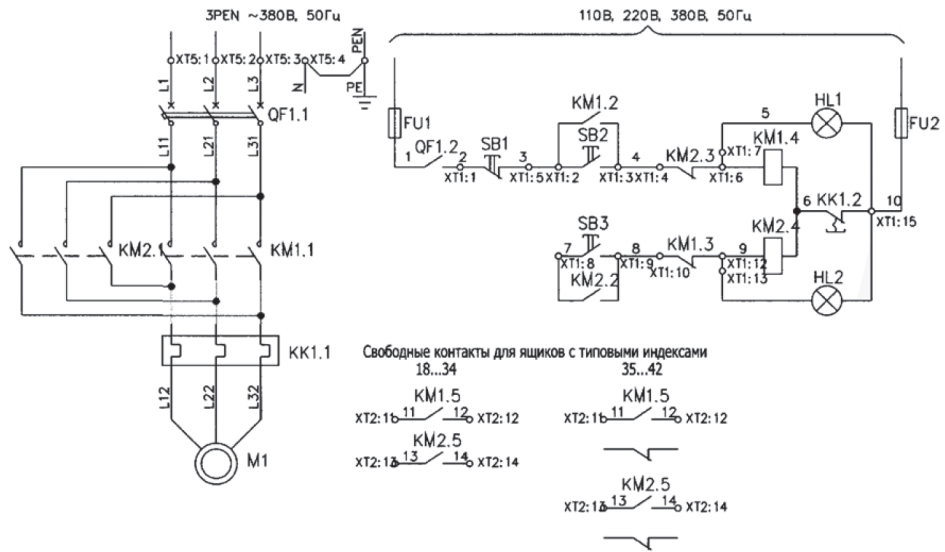 3PEN ~380В, 50Гц
110В, 220В, 380В, 50Гц
XT5:1 XT5:2 XT5:3 XT5:4
PEN
L1 L2 L3 N PE
QF1.1
L11 L21 L31
KM2.1 KM1.1
KK1.1
L12 L22 L32
M1
FU1 FU2
KM1.2
5 HL1
QF1.2 SB1 SB2 KM1.4
1 2 3 4 KM2.3 XT1:7
XT1:1 XT1:5 XT1:2 XT1:3 XT1:4 XT1:6
6 KK1.2 10
XT1:15
SB3 KM2.4
7 8 KM1.3 9
XT1:8 XT1:9 XT1:10 XT1:12
XT1:13
KM2.2 HL2
Свободные контакты для ящиков с типовыми индексами
18...34 35...42
KM1.5 KM1.5
XT2:11 11 12 XT2:12 XT2:11 11 12 XT2:12
KM2.5
XT2:13 13 14 XT2:14
KM2.5
XT2:13 13 14 XT2:14